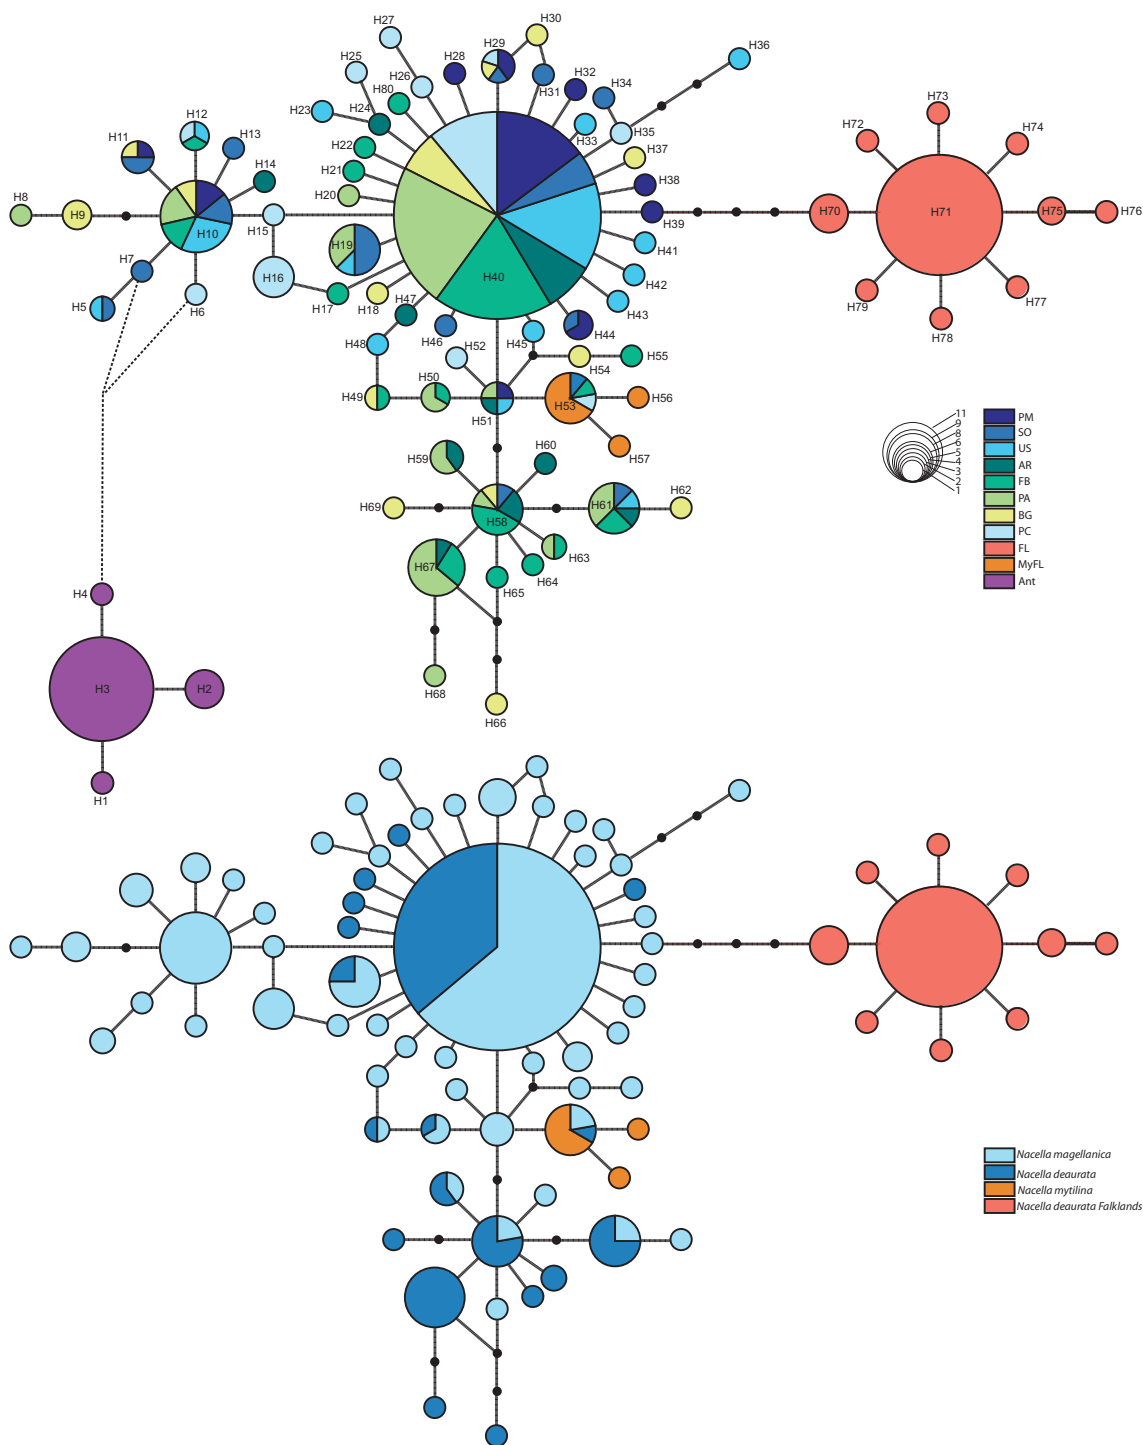 H27
H30
H29
H36
H25
H28
H26
H32
H31
H34
H80
H24
H23
H12
H33
H35
H73
H11
H13
H22
H72
H74
H37
H14
H21
H38
H20
H8
H9
H10
H15
H39
H70
H71
H75
H76
H19
H41
H7
H40
H16
H42
H6
H17
H18
H79
H77
H5
H47
H43
H46
H44
H78
H48
H45
H52
H55
H54
H50
H49
H53
H56
H51
H57
11
9
8
6
5
4
3
2
1
PM
SO
US
AR
FB
PA
BG
PC
FL
MyFL
Ant
H59
H60
H69
H61
H62
H58
H63
H67
H64
H65
H4
H68
H3
H2
H66
H1
Nacella magellanica
Nacella deaurata
Nacella mytilina
Nacella deaurata Falklands